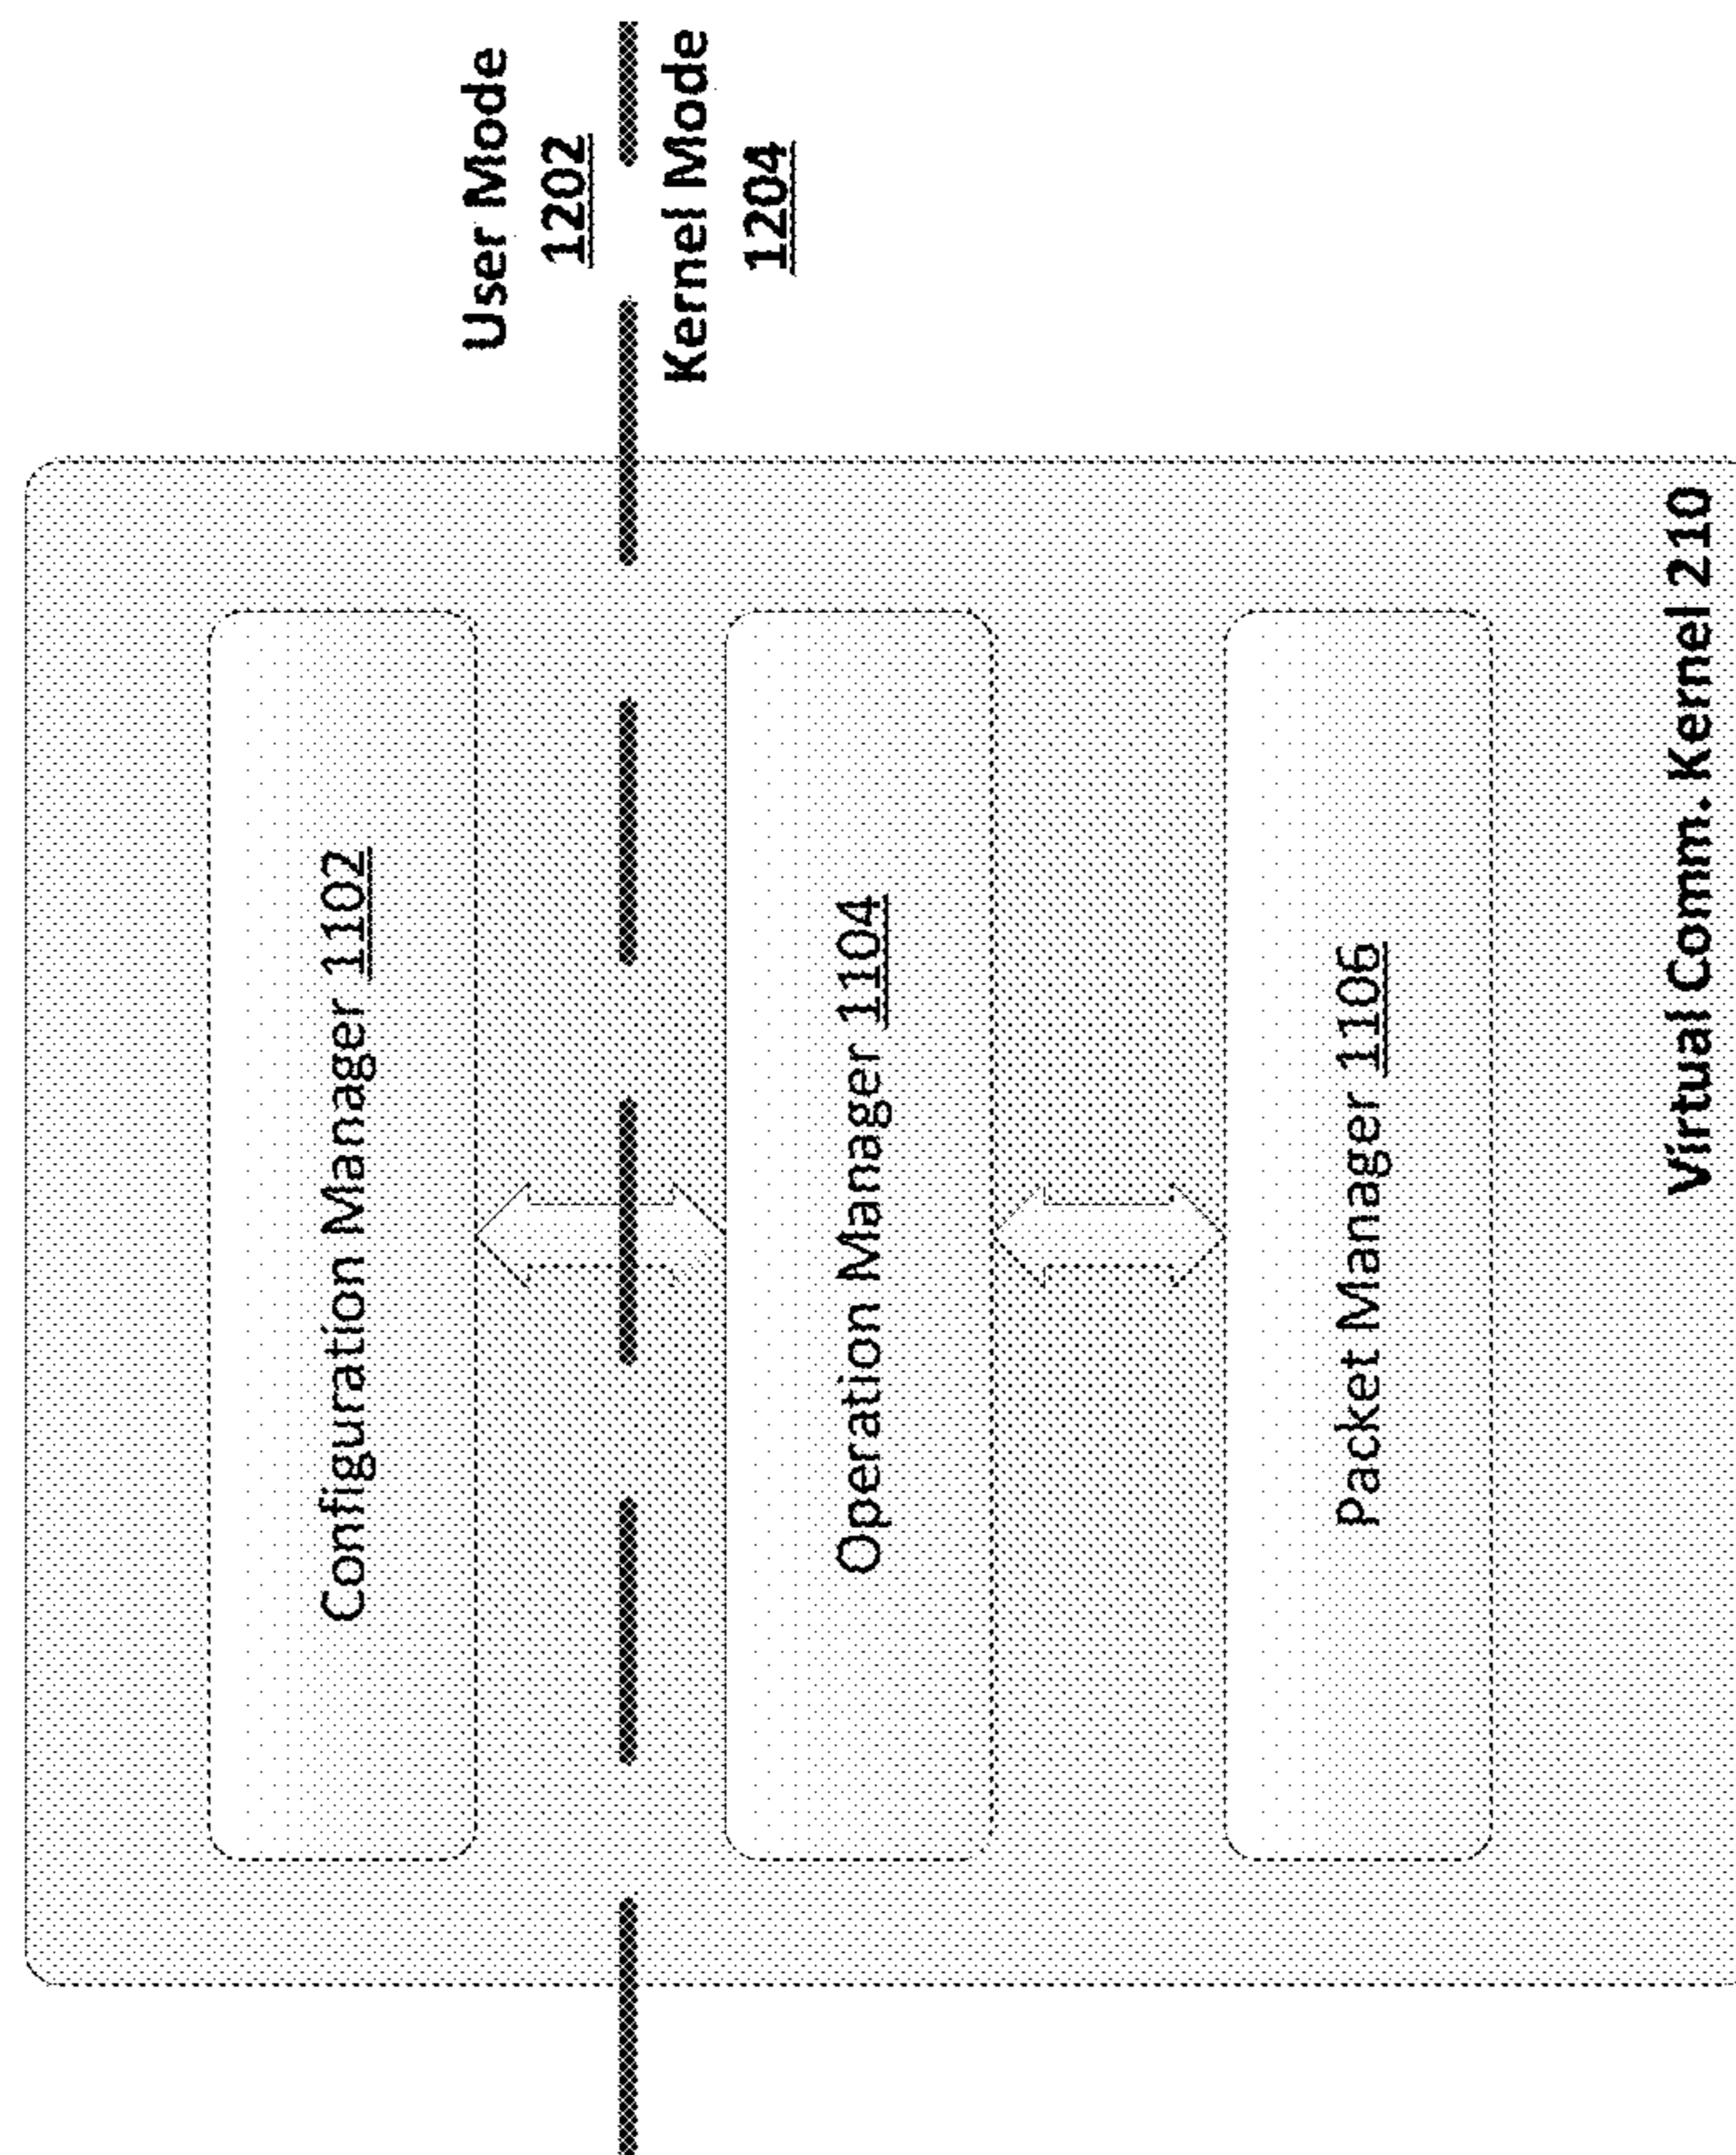 User Mode
1202
Kernel Mode
1204
Configuration Manager 1102
Operation Manager 1104
Packet Manager 1106
Virtual Comm. Kernel 210